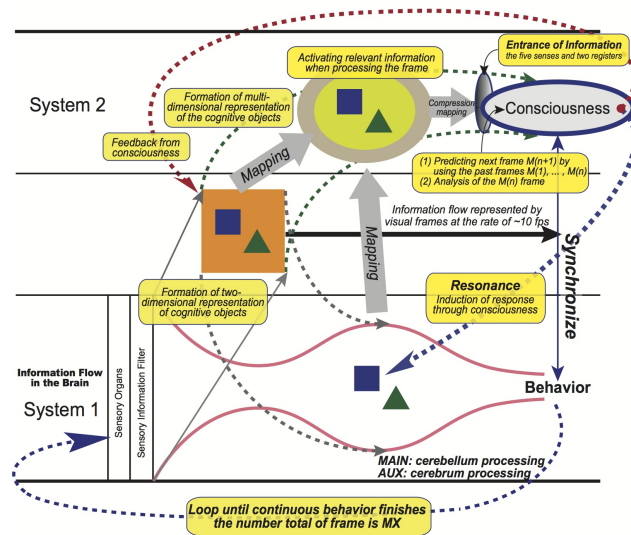 Activating relevant information
when processing the frame
Entrance of Information
the five senses and two registers
System 2
Formation of multi-
dimensional representation
of the cognitive objects
Compression
mapping
Consciousness
Feedback from
consciousness
Mapping
(1) Predicting next frame M(n+1) by
using the past frames M(1), ... , M(n)
(2) Analysis of the M(n) frame
Information flow represented by
visual frames at the rate of ~10 fps
Mapping
Synchronize
Formation of two-
dimensional representation
of cognitive objects
Resonance
Induction of response
through consciousness
Information Flow
in the Brain
System 1
Sensory Organs
Sensory Information Filter
Behavior
MAIN: cerebellum processing
AUX: cerebrum processing
Loop until continuous behavior finishes
the number total of frame is MX